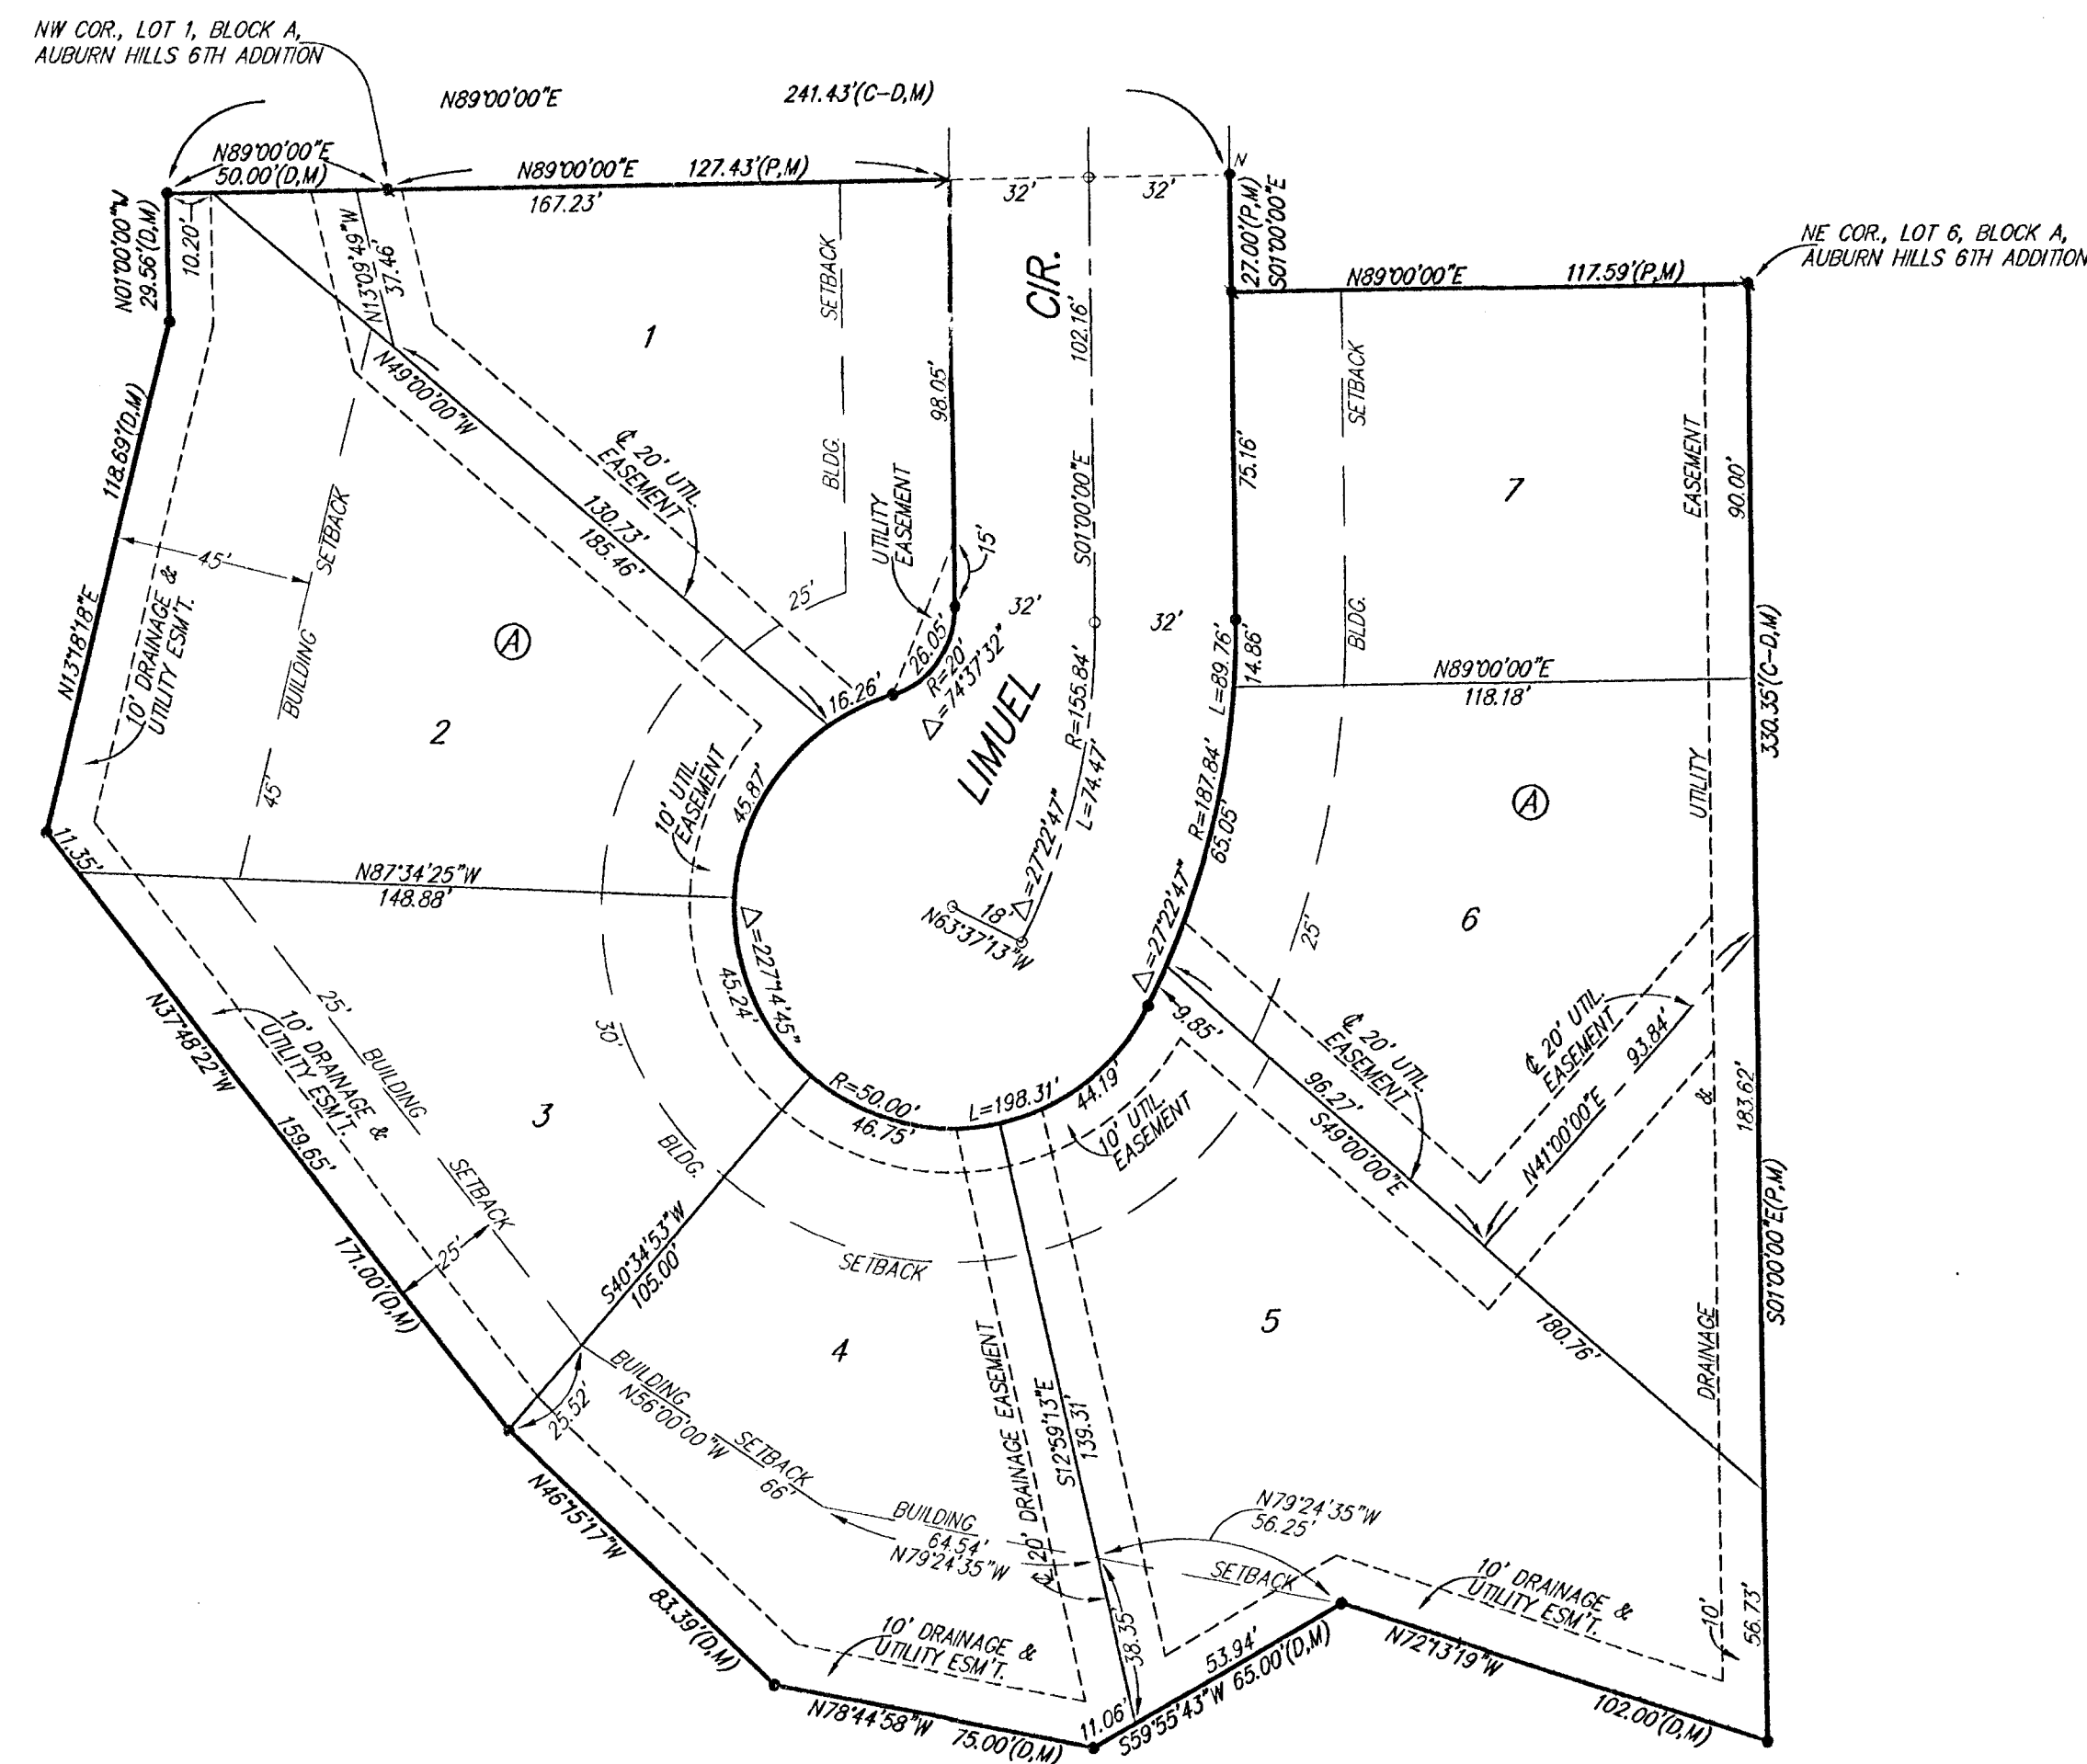 NW COR., LOT 1, BLOCK A,
AUBURN HILLS 6TH ADDITION
N89°00'00"E
241.43'(C-D,M)
N89°00'00"E
50.00'(D,M)
N89°00'00"E
127.43'(P,M)
167.23'
32'
32'
N
27.00'(P,M)
S01°00'00"E
NE COR., LOT 6, BLOCK A,
AUBURN HILLS 6TH ADDITION
N89°00'00"E
117.59'(P,M)
N01°00'00"W
29.56'(D,M)
10.20'
N13°09'49"W
37.46'
1
SETBACK
BLDG.
25'
98.05'
CIR.
102.16'
S01°00'00"E
75.16'
SETBACK
BLDG.
7
EASEMENT
90.00'
118.69'(D,M)
N13°18'18"E
N49°00'00"W
℄ 20' UTIL.
EASEMENT
130.73'
185.46'
UTILITY
EASEMENT
15'
32'
32'
45'
SETBACK
BUILDING
45'
10' DRAINAGE &
UTILITY ESM'T.
A
2
16.26'
26.05'
R=20'
△=74°37'32"
LIMUEL
R=155.84'
L=74.47'
△=27°22'47"
L=89.76'
14.86'
R=187.84'
65.05'
△=27°22'47"
N89°00'00"E
118.18'
330.35'(C-D,M)
UTILITY
A
6
25'
10' UTIL.
EASEMENT
45.87'
11.35'
N87°34'25"W
148.88'
18'
N63°37'13"W
△=227°14'45"
45.24'
30'
BLDG.
SETBACK
N37°48'22"W
159.65'
171.00'(D,M)
10' DRAINAGE &
UTILITY ESM'T.
25'
BUILDING
SETBACK
25'
3
R=50.00'
46.75'
L=198.31'
44.19'
10' UTIL.
EASEMENT
9.85'
℄ 20' UTIL.
EASEMENT
96.27'
S49°00'00"E
180.76'
℄ 20' UTIL.
EASEMENT
93.84'
N41°00'00"E
&
183.62'
S01°00'00"E(P,M)
DRAINAGE
S40°34'53"W
105.00'
25.52'
4
5
BUILDING
N56°00'00"W
SETBACK
66'
BUILDING
64.54'
N79°24'35"W
℄ 20' DRAINAGE EASEMENT
S12°59'13"E
139.31'
38.35'
N79°24'35"W
56.25'
SETBACK
10' DRAINAGE &
UTILITY ESM'T.
10'
56.73'
N46°15'17"W
83.39'(D,M)
10' DRAINAGE &
UTILITY ESM'T.
N78°44'58"W
75.00'(D,M)
11.06'
53.94'
S59°55'43"W 65.00'(D,M)
N72°13'19"W
102.00'(D,M)